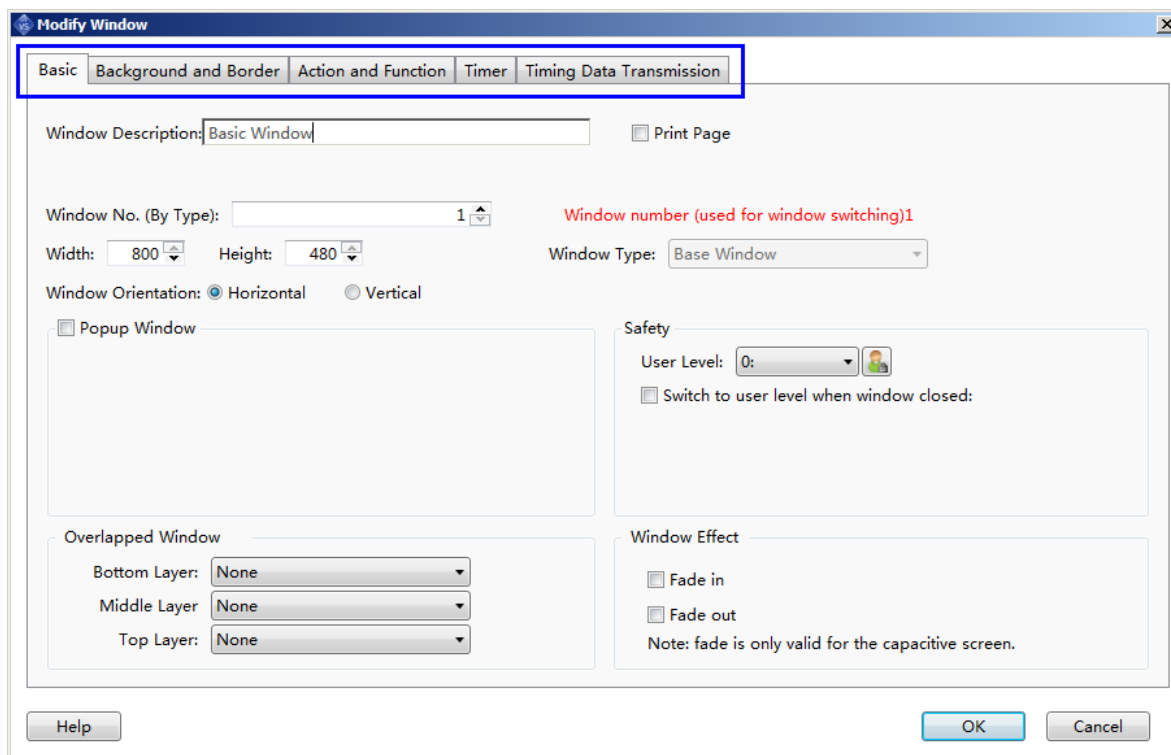 VS Modify Window
Basic Background and Border Action and Function Timer Timing Data Transmission
Window Description: Basic Window Print Page
Window No. (By Type): 1 Window number (used for window switching)1
Width: 800 Height: 480 Window Type: Base Window
Window Orientation: Horizontal Vertical
Popup Window Safety
User Level: 0:
Switch to user level when window closed:
Overlapped Window Window Effect
Bottom Layer: None Fade in
Middle Layer None Fade out
Top Layer: None Note: fade is only valid for the capacitive screen.
Help OK Cancel